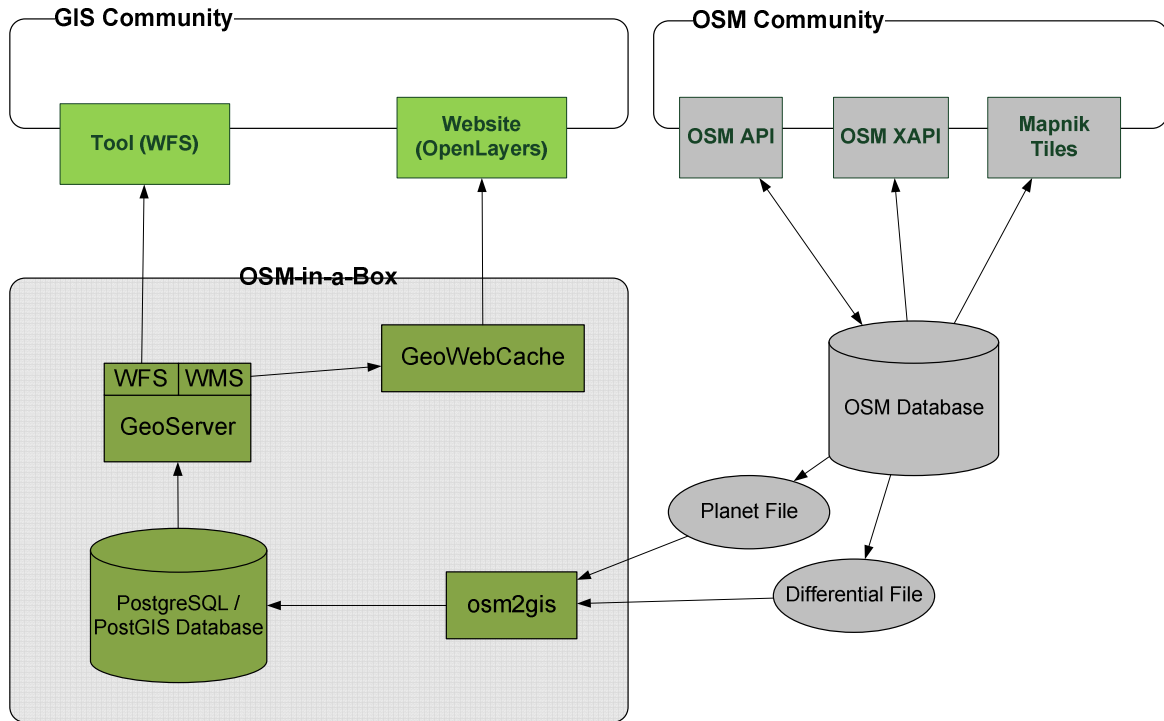 GIS Community
OSM Community
Tool (WFS)
Website
(OpenLayers)
OSM API
OSM XAPI
Mapnik
Tiles
OSM-in-a-Box
GeoWebCache
WFS
WMS
GeoServer
OSM Database
Planet File
Differential File
osm2gis
PostgreSQL /
PostGIS Database